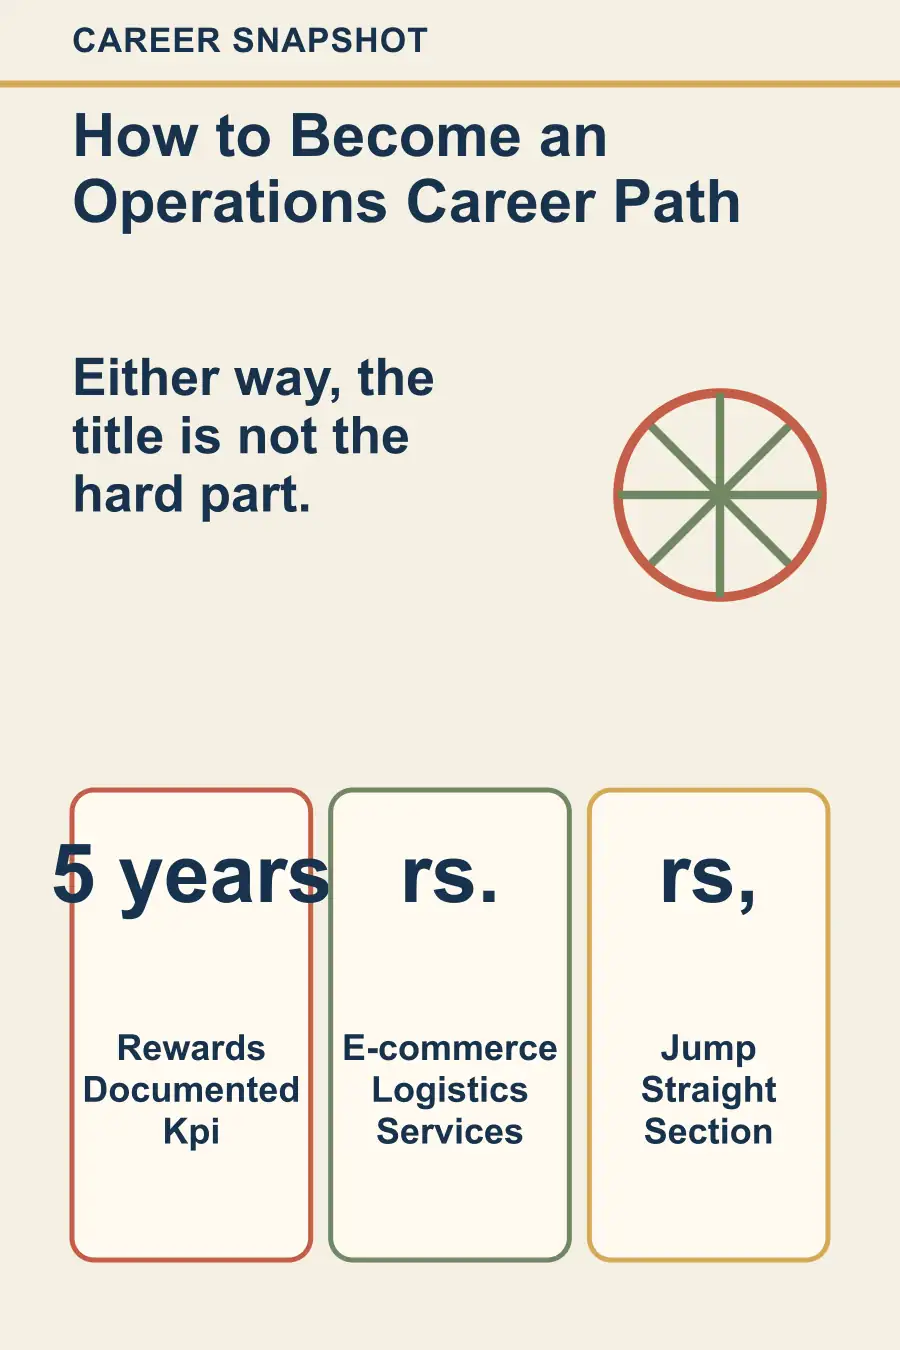 CAREER SNAPSHOT
How to Become an
Operations Career Path
Either way, the
title is not the
hard part.
5 years
Rewards
Documented
Kpi
rs.
E-commerce
Logistics
Services
rs,
Jump
Straight
Section